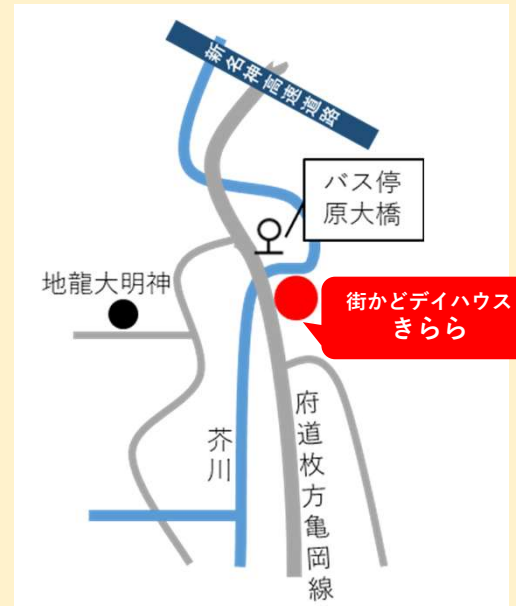 新名神高速道路
バス停
原大橋
地龍大明神
街かどデイハウス
きらら
芥川
府道枚方亀岡線